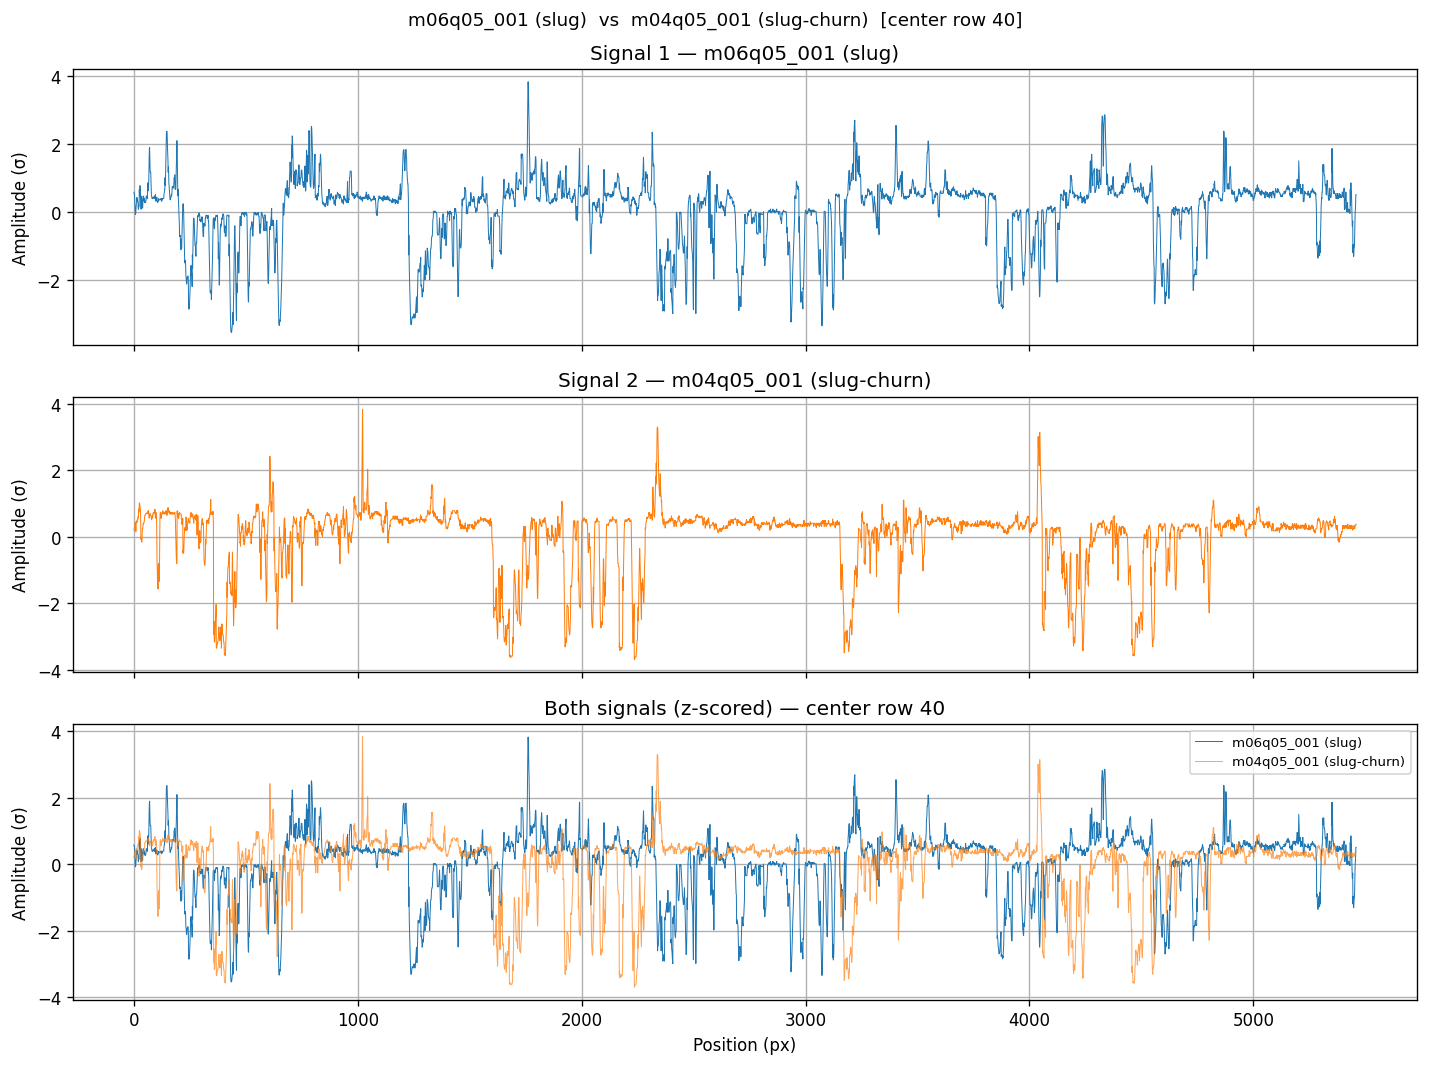 m06q05_001 (slug)  vs  m04q05_001 (slug-churn)  [center row 40]
Signal 1 — m06q05_001 (slug)
Amplitude (σ)
4
2
0
−2
Signal 2 — m04q05_001 (slug-churn)
Amplitude (σ)
4
2
0
−2
−4
Both signals (z-scored) — center row 40
Amplitude (σ)
4
2
0
−2
−4
m06q05_001 (slug)
m04q05_001 (slug-churn)
0 1000 2000 3000 4000 5000
Position (px)